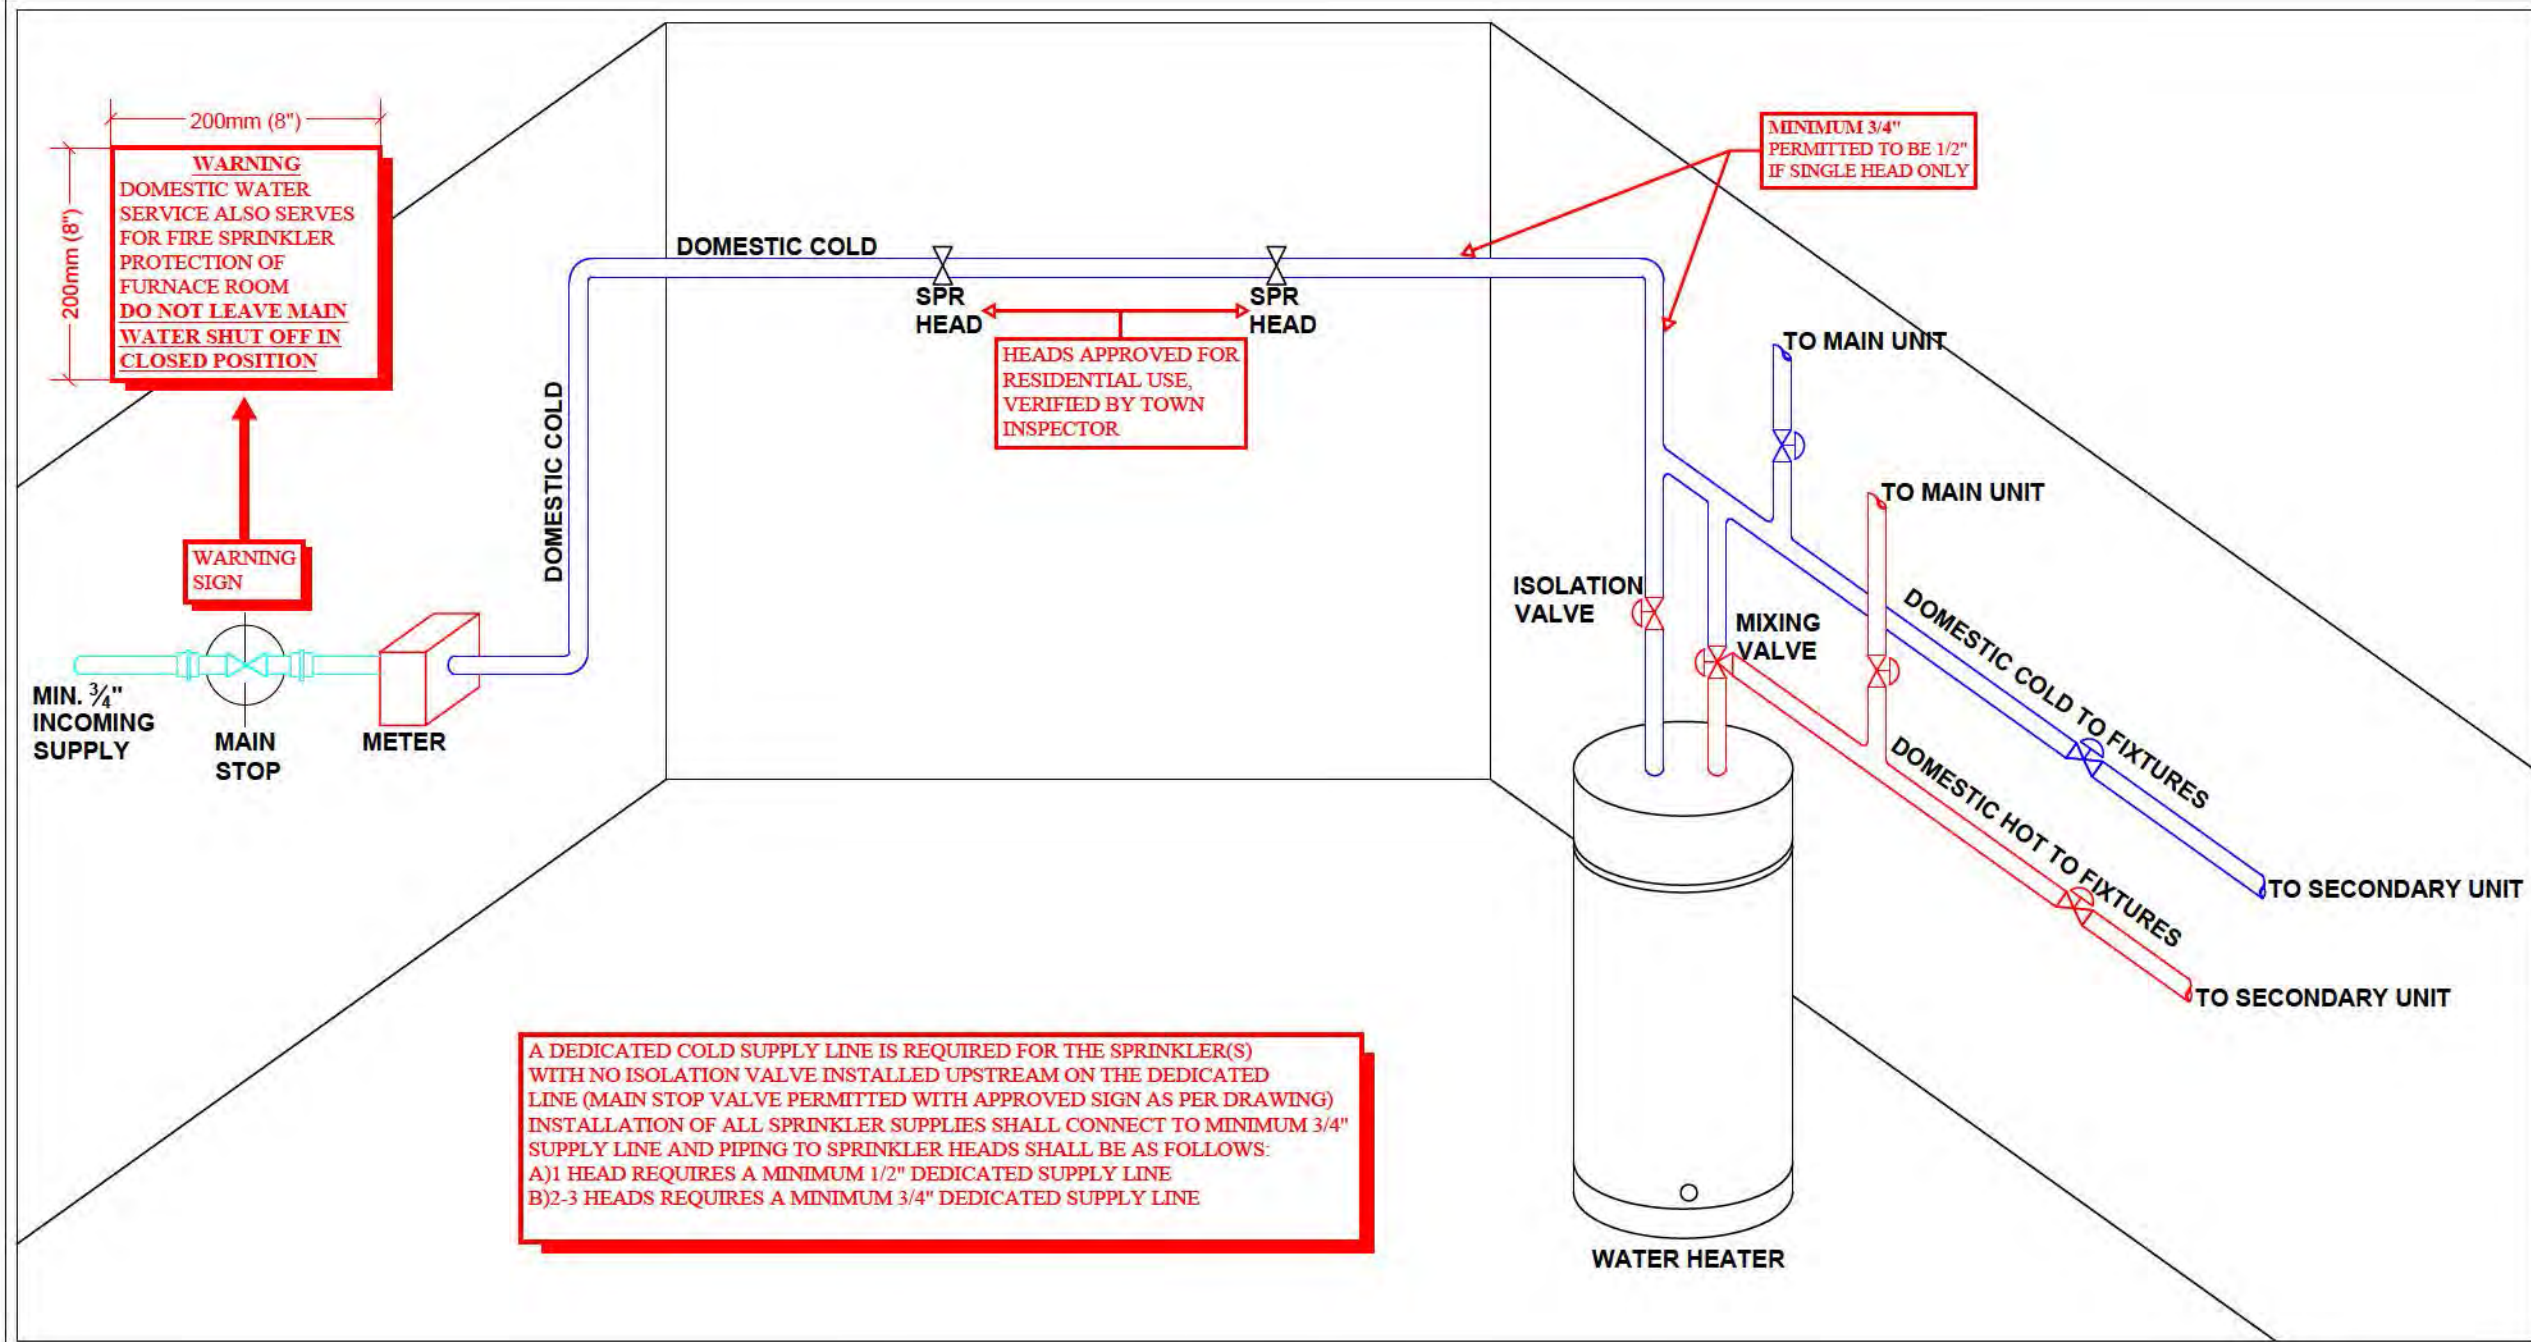 200mm (8")
200mm (8")
WARNING
DOMESTIC WATER
SERVICE ALSO SERVES
FOR FIRE SPRINKLER
PROTECTION OF
FURNACE ROOM
DO NOT LEAVE MAIN
WATER SHUT OFF IN
CLOSED POSITION
WARNING
SIGN
MIN. ¾"
INCOMING
SUPPLY
MAIN
STOP
METER
DOMESTIC COLD
DOMESTIC COLD
SPR
HEAD
SPR
HEAD
HEADS APPROVED FOR
RESIDENTIAL USE,
VERIFIED BY TOWN
INSPECTOR
MINIMUM 3/4"
PERMITTED TO BE 1/2"
IF SINGLE HEAD ONLY
TO MAIN UNIT
TO MAIN UNIT
ISOLATION
VALVE
MIXING
VALVE
DOMESTIC COLD TO FIXTURES
DOMESTIC HOT TO FIXTURES
TO SECONDARY UNIT
TO SECONDARY UNIT
A DEDICATED COLD SUPPLY LINE IS REQUIRED FOR THE SPRINKLER(S)
WITH NO ISOLATION VALVE INSTALLED UPSTREAM ON THE DEDICATED
LINE (MAIN STOP VALVE PERMITTED WITH APPROVED SIGN AS PER DRAWING)
INSTALLATION OF ALL SPRINKLER SUPPLIES SHALL CONNECT TO MINIMUM 3/4"
SUPPLY LINE AND PIPING TO SPRINKLER HEADS SHALL BE AS FOLLOWS:
A)1 HEAD REQUIRES A MINIMUM 1/2" DEDICATED SUPPLY LINE
B)2-3 HEADS REQUIRES A MINIMUM 3/4" DEDICATED SUPPLY LINE
WATER HEATER